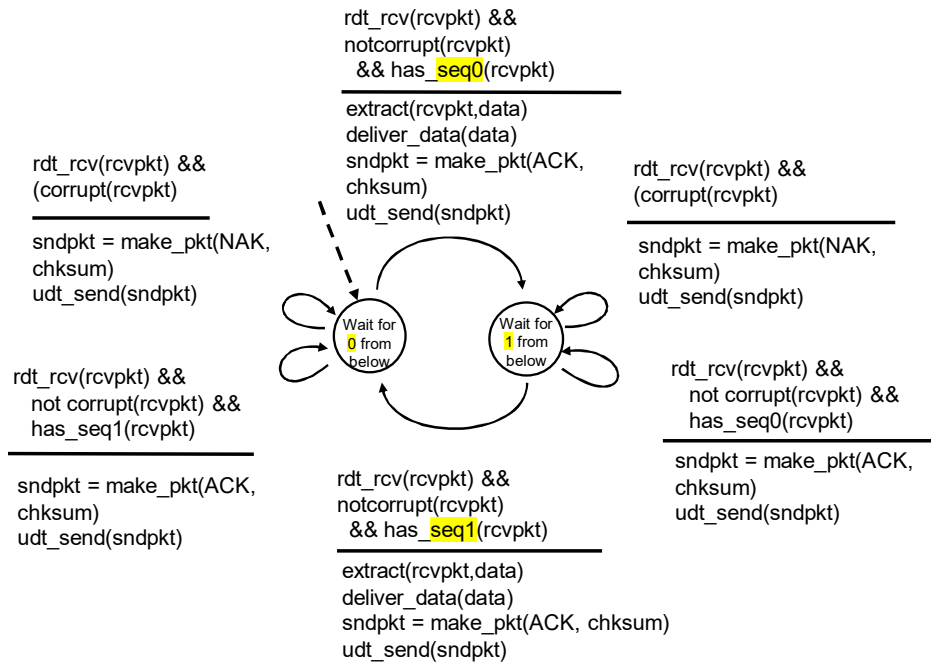 rdt_rcv(rcvpkt) &&
notcorrupt(rcvpkt)
&& has_seq0(rcvpkt)
extract(rcvpkt,data)
deliver_data(data)
sndpkt = make_pkt(ACK,
chksum)
udt_send(sndpkt)
rdt_rcv(rcvpkt) &&
(corrupt(rcvpkt)
sndpkt = make_pkt(NAK,
chksum)
udt_send(sndpkt)
rdt_rcv(rcvpkt) &&
(corrupt(rcvpkt)
sndpkt = make_pkt(NAK,
chksum)
udt_send(sndpkt)
Wait for
0 from
below
Wait for
1 from
below
rdt_rcv(rcvpkt) &&
not corrupt(rcvpkt) &&
has_seq1(rcvpkt)
sndpkt = make_pkt(ACK,
chksum)
udt_send(sndpkt)
rdt_rcv(rcvpkt) &&
not corrupt(rcvpkt) &&
has_seq0(rcvpkt)
sndpkt = make_pkt(ACK,
chksum)
udt_send(sndpkt)
rdt_rcv(rcvpkt) &&
notcorrupt(rcvpkt)
&& has_seq1(rcvpkt)
extract(rcvpkt,data)
deliver_data(data)
sndpkt = make_pkt(ACK, chksum)
udt_send(sndpkt)